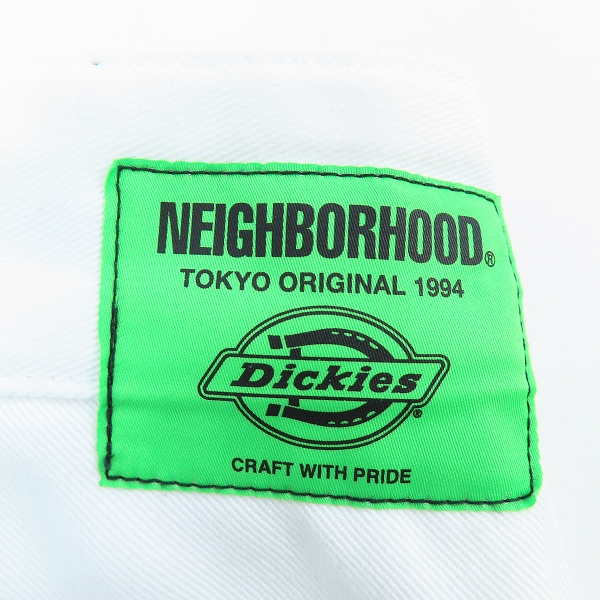 NEIGHBORHOOD®
TOKYO ORIGINAL 1994
Dickies®
CRAFT WITH PRIDE